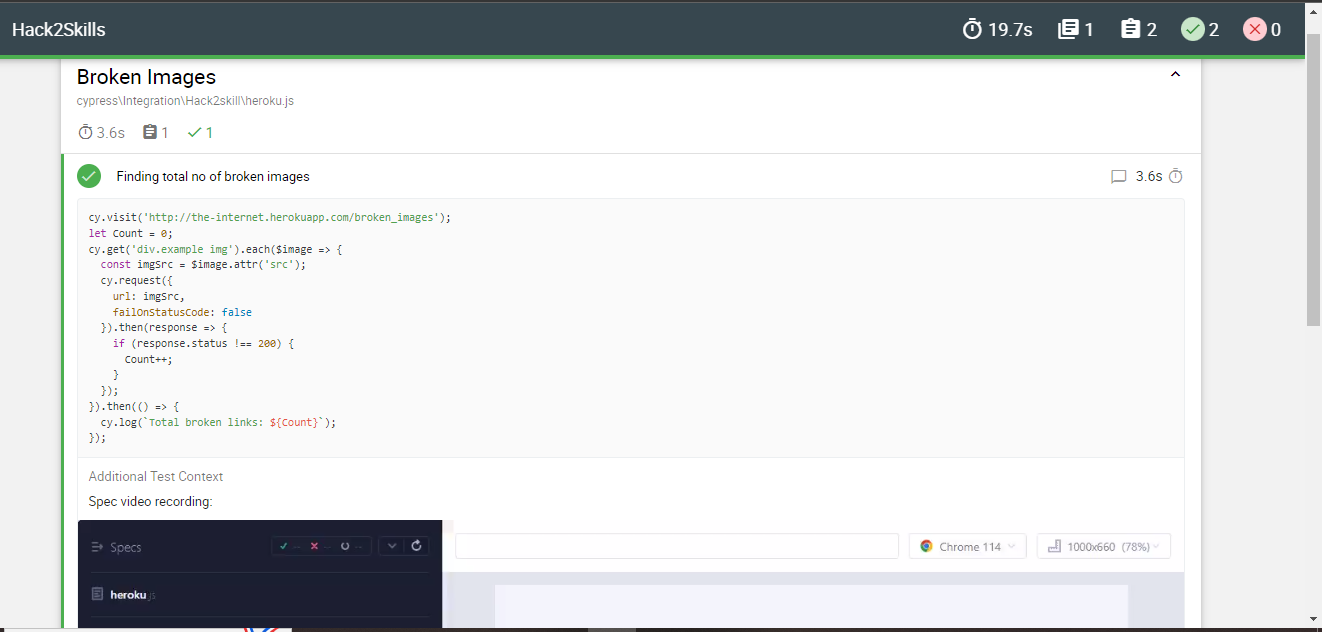 Hack2Skills 19.7s 1 2 2 0
Broken Images
cypress\Integration\Hack2skill\heroku.js
3.6s 1 1
Finding total no of broken images 3.6s
cy.visit('http://the-internet.herokuapp.com/broken_images');
let Count = 0;
cy.get('div.example img').each($image => {
  const imgSrc = $image.attr('src');
  cy.request({
    url: imgSrc,
    failOnStatusCode: false
  }).then(response => {
    if (response.status !== 200) {
      Count++;
    }
  });
}).then(() => {
  cy.log(`Total broken links: ${Count}`);
});
Additional Test Context
Spec video recording:
Specs -- -- -- Chrome 114 1000x660 (78%)
heroku.js